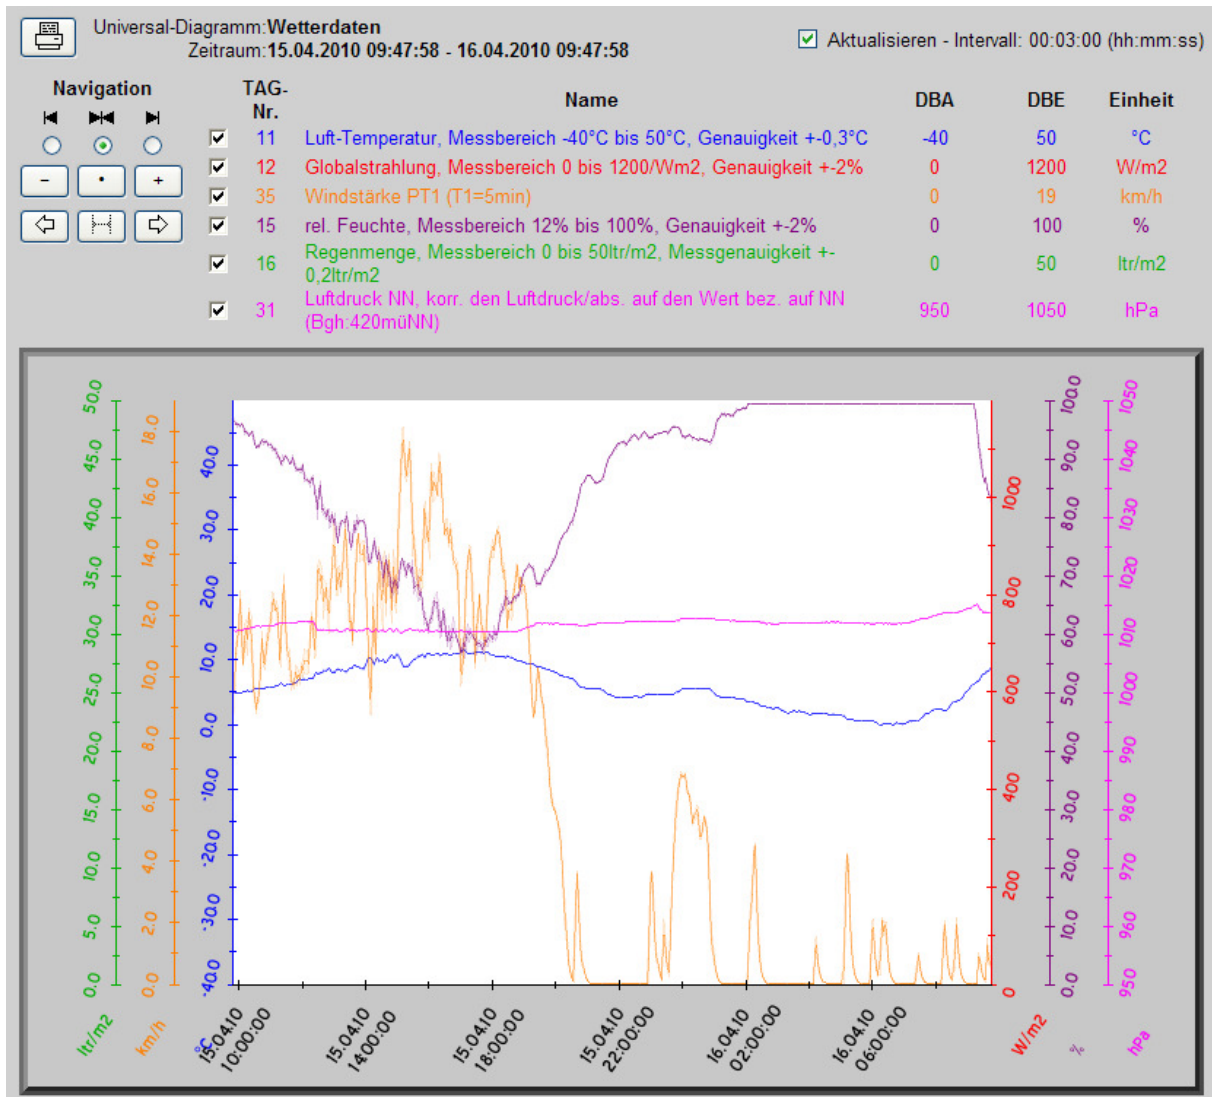 Universal-Diagramm:Wetterdaten
Zeitraum:15.04.2010 09:47:58 - 16.04.2010 09:47:58
Aktualisieren - Intervall: 00:03:00 (hh:mm:ss)
Navigation
- • +
TAG-Nr. Name DBA DBE Einheit
11 Luft-Temperatur, Messbereich -40°C bis 50°C, Genauigkeit +-0,3°C -40 50 °C
12 Globalstrahlung, Messbereich 0 bis 1200/Wm2, Genauigkeit +-2% 0 1200 W/m2
35 Windstärke PT1 (T1=5min) 0 19 km/h
15 rel. Feuchte, Messbereich 12% bis 100%, Genauigkeit +-2% 0 100 %
16 Regenmenge, Messbereich 0 bis 50ltr/m2, Messgenauigkeit +-
0,2ltr/m2 0 50 ltr/m2
31 Luftdruck NN, korr. den Luftdruck/abs. auf den Wert bez. auf NN
(Bgh:420müNN) 950 1050 hPa
50.0 45.0 40.0 35.0 30.0 25.0 20.0 15.0 10.0 5.0 0.0
ltr/m2
18.0 16.0 14.0 12.0 10.0 8.0 6.0 4.0 2.0 0.0
km/h
40.0 30.0 20.0 10.0 0.0 -10.0 -20.0 -30.0 -40.0
°C
1000 800 600 400 200 0
W/m2
100.0 90.0 80.0 70.0 60.0 50.0 40.0 30.0 20.0 10.0 0.0
%
1050 1040 1030 1020 1010 1000 990 980 970 960 950
hPa
15.04.10
10:00:00
15.04.10
14:00:00
15.04.10
18:00:00
15.04.10
22:00:00
16.04.10
02:00:00
16.04.10
06:00:00